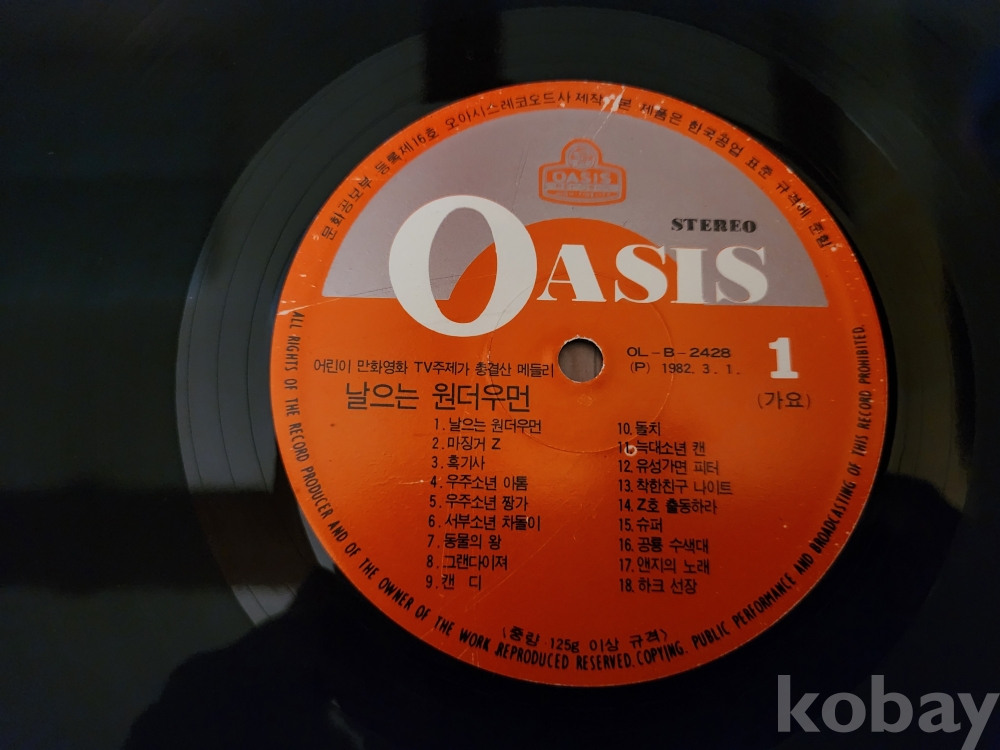 문화공보부 등록제16호 오아시스레코오드사 제작 본 제품은 한국공업 표준 규격에 준함
OASIS
STEREO
OASIS
OL-B-2428
(P) 1982. 3. 1.
1
(가요)
어린이 만화영화 TV주제가 총결산 메들리
날으는 원더우먼
1. 날으는 원더우먼
2. 마징거 Z
3. 흑기사
4. 우주소년 아톰
5. 우주소년 짱가
6. 서부소년 차돌이
7. 동물의 왕
8. 그랜다이져
9. 캔 디
10. 돌치
11. 늑대소년 캔
12. 유성가면 피터
13. 착한친구 나이트
14. Z호 출동하라
15. 슈퍼
16. 공룡 수색대
17. 앤지의 노래
18. 하크 선장
(중량 125g 이상 규격)
ALL RIGHTS OF THE RECORD PRODUCER AND OF THE OWNER OF THE WORK REPRODUCED RESERVED. COPYING. PUBLIC PERFORMANCE AND BROADCASTING OF THIS RECORD PROHIBITED.
kobay